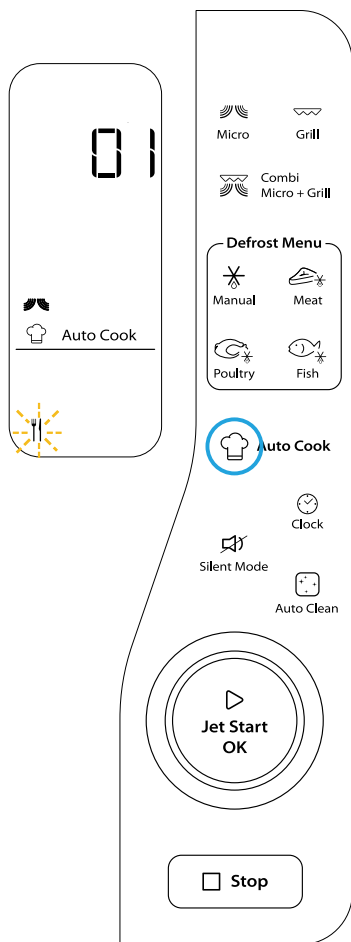 01
Auto Cook
Micro
Grill
Combi
Micro + Grill
Defrost Menu
Manual
Meat
Poultry
Fish
Auto Cook
Clock
Silent Mode
Auto Clean
Jet Start
OK
Stop